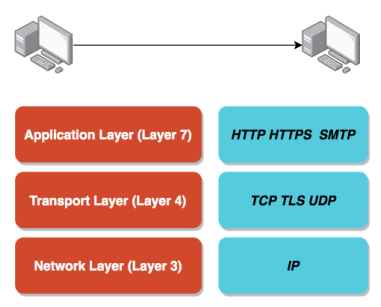 Application Layer (Layer 7)
HTTP HTTPS SMTP
Transport Layer (Layer 4)
TCP TLS UDP
Network Layer (Layer 3)
IP